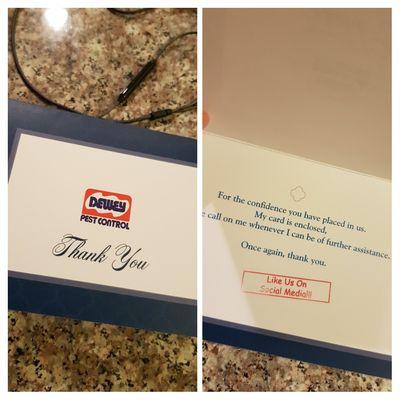 DEWEY
PEST CONTROL
Thank You
For the confidence you have placed in us.
My card is enclosed,
call on me whenever I can be of further assistance.
Once again, thank you.
Like Us On
Social Media!!!